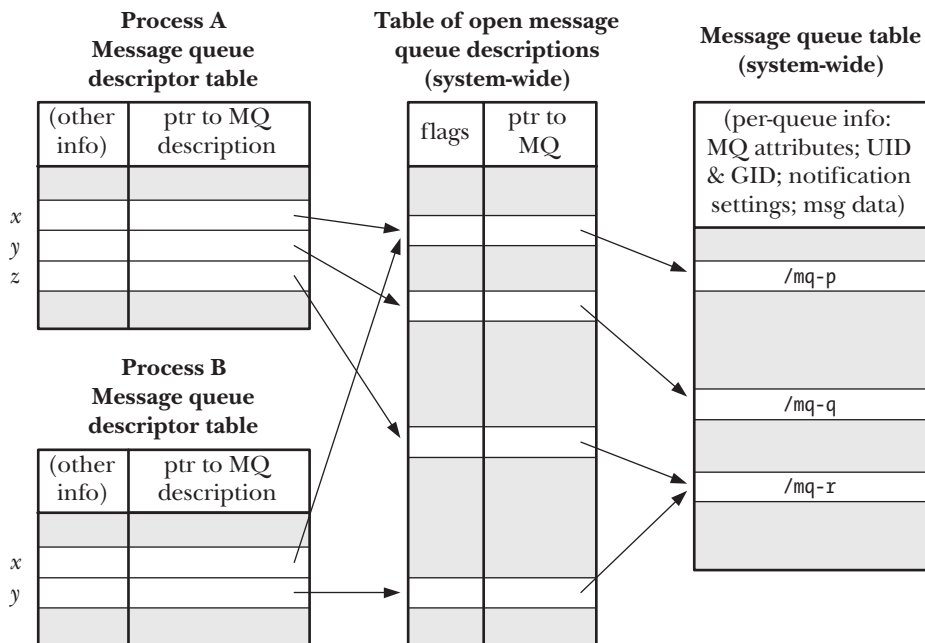 Process A
Message queue
descriptor table
(other
info)
ptr to MQ
description
x
y
z
Process B
Message queue
descriptor table
(other
info)
ptr to MQ
description
x
y
Table of open message
queue descriptions
(system-wide)
flags
ptr to
MQ
Message queue table
(system-wide)
(per-queue info:
MQ attributes; UID
& GID; notification
settings; msg data)
/mq-p
/mq-q
/mq-r